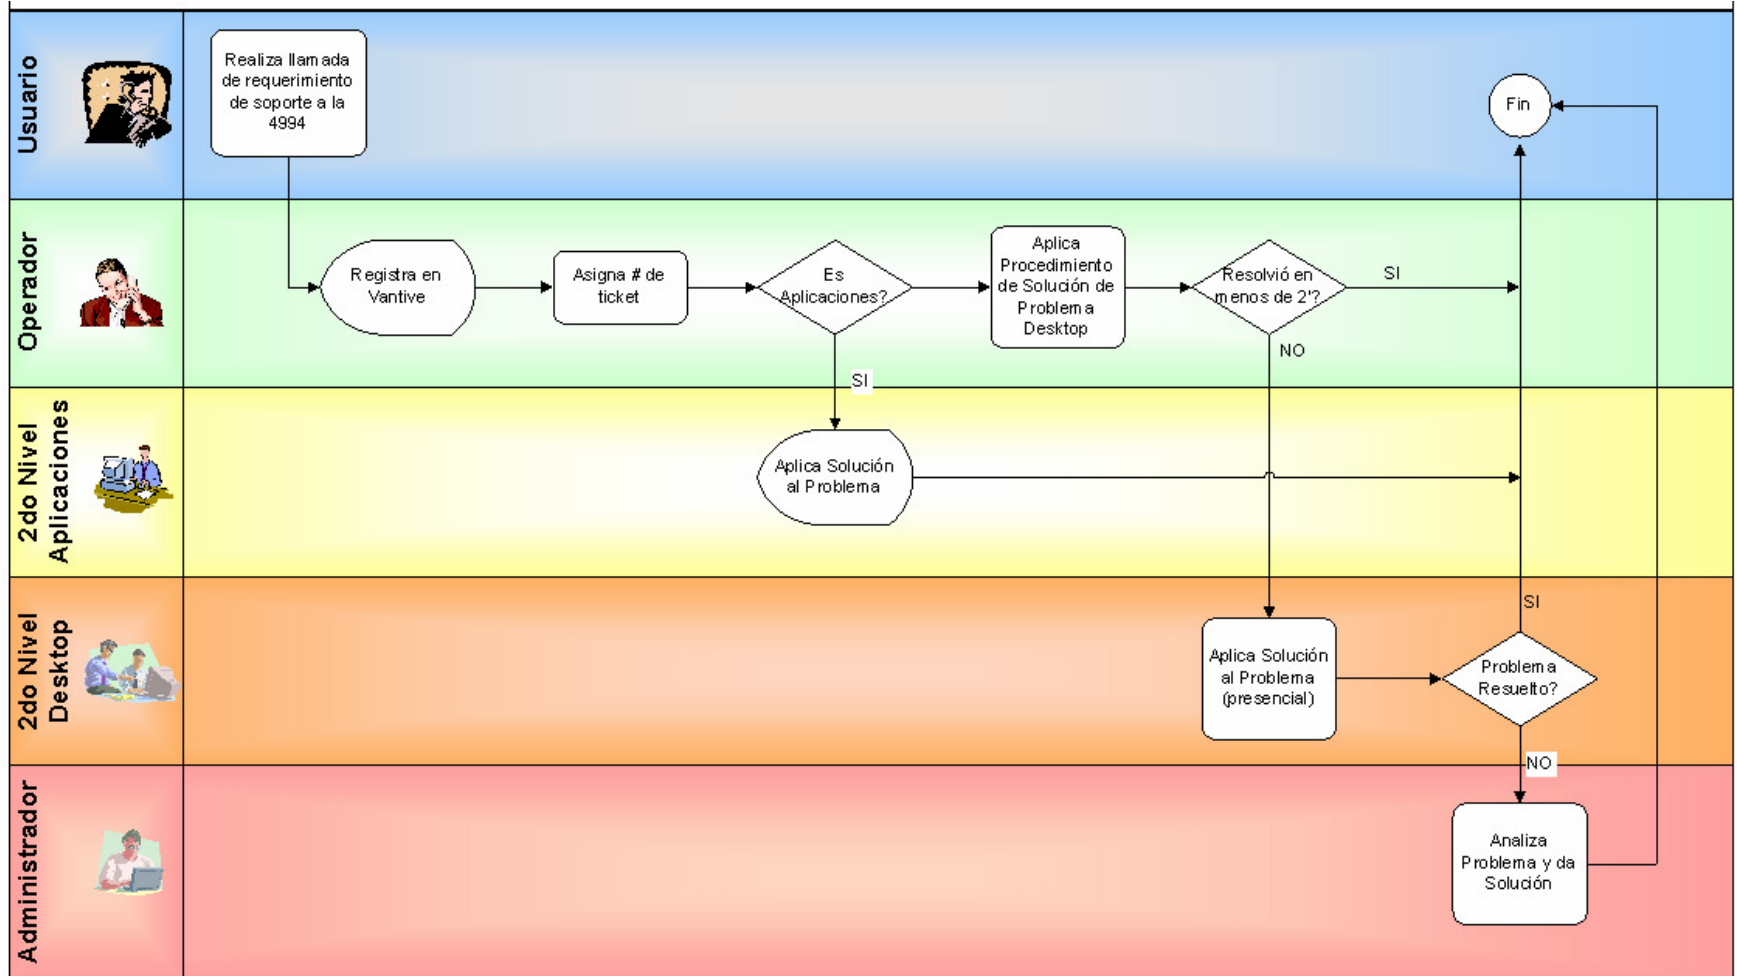 Usuario
Realiza llamada
de requerimiento
de soporte a la
4994
Fin
Operador
Registra en
Vantive
Asigna # de
ticket
Es
Aplicaciones?
Aplica
Procedimiento
de Solución de
Problema
Desktop
Resolvió en
menos de 2'?
SI
NO
SI
2do Nivel
Aplicaciones
Aplica Solución
al Problema
2do Nivel
Desktop
Aplica Solución
al Problema
(presencial)
SI
Problema
Resuelto?
NO
Administrador
Analiza
Problema y da
Solución